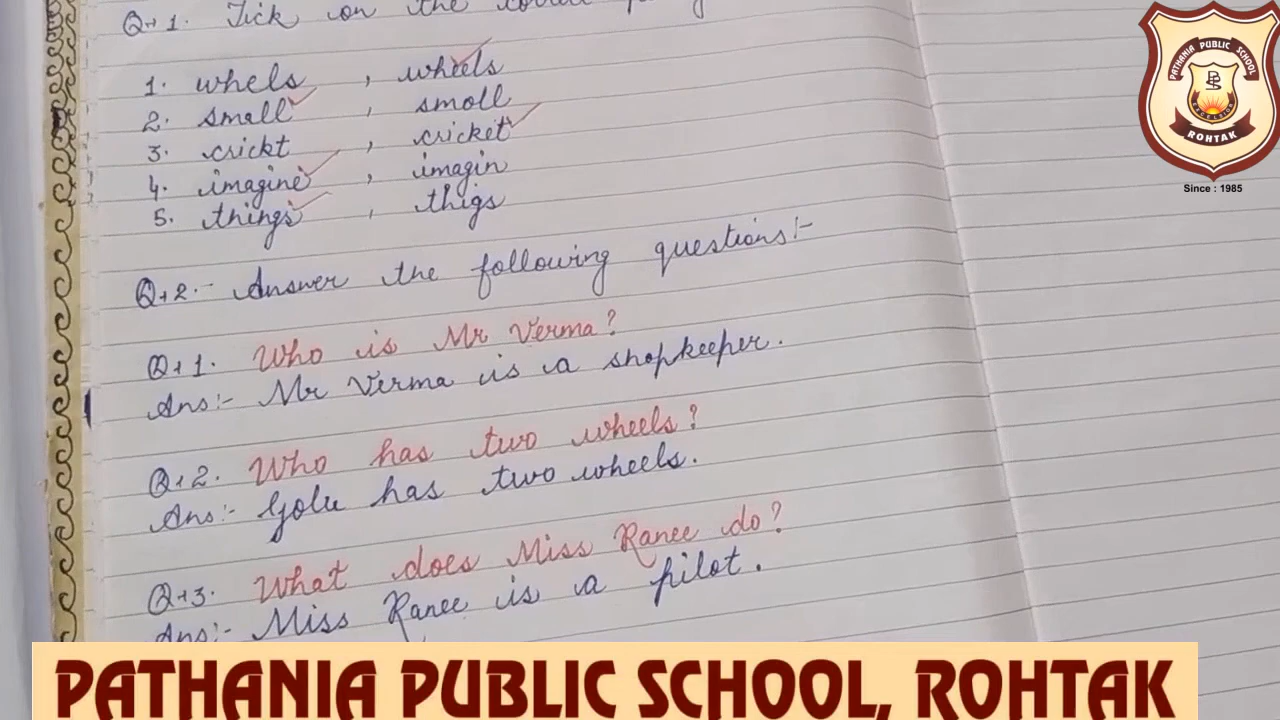 Q.1. Tick on the
1. whels , wheels
2. small , smoll
3. crickt , cricket
4. imagine , imagin
5. things , thigs
Q.2.- Answer the following questions:-
Q.1. Who is Mr Verma?
Ans:- Mr Verma is a shopkeeper.
Q.2. Who has two wheels?
Ans:- Golu has two wheels.
Q.3. What does Miss Ranee do?
Ans:- Miss Ranee is a pilot.
PATHANIA PUBLIC SCHOOL
PS
EXCELSIOR
ROHTAK
Since : 1985
PATHANIA PUBLIC SCHOOL, ROHTAK